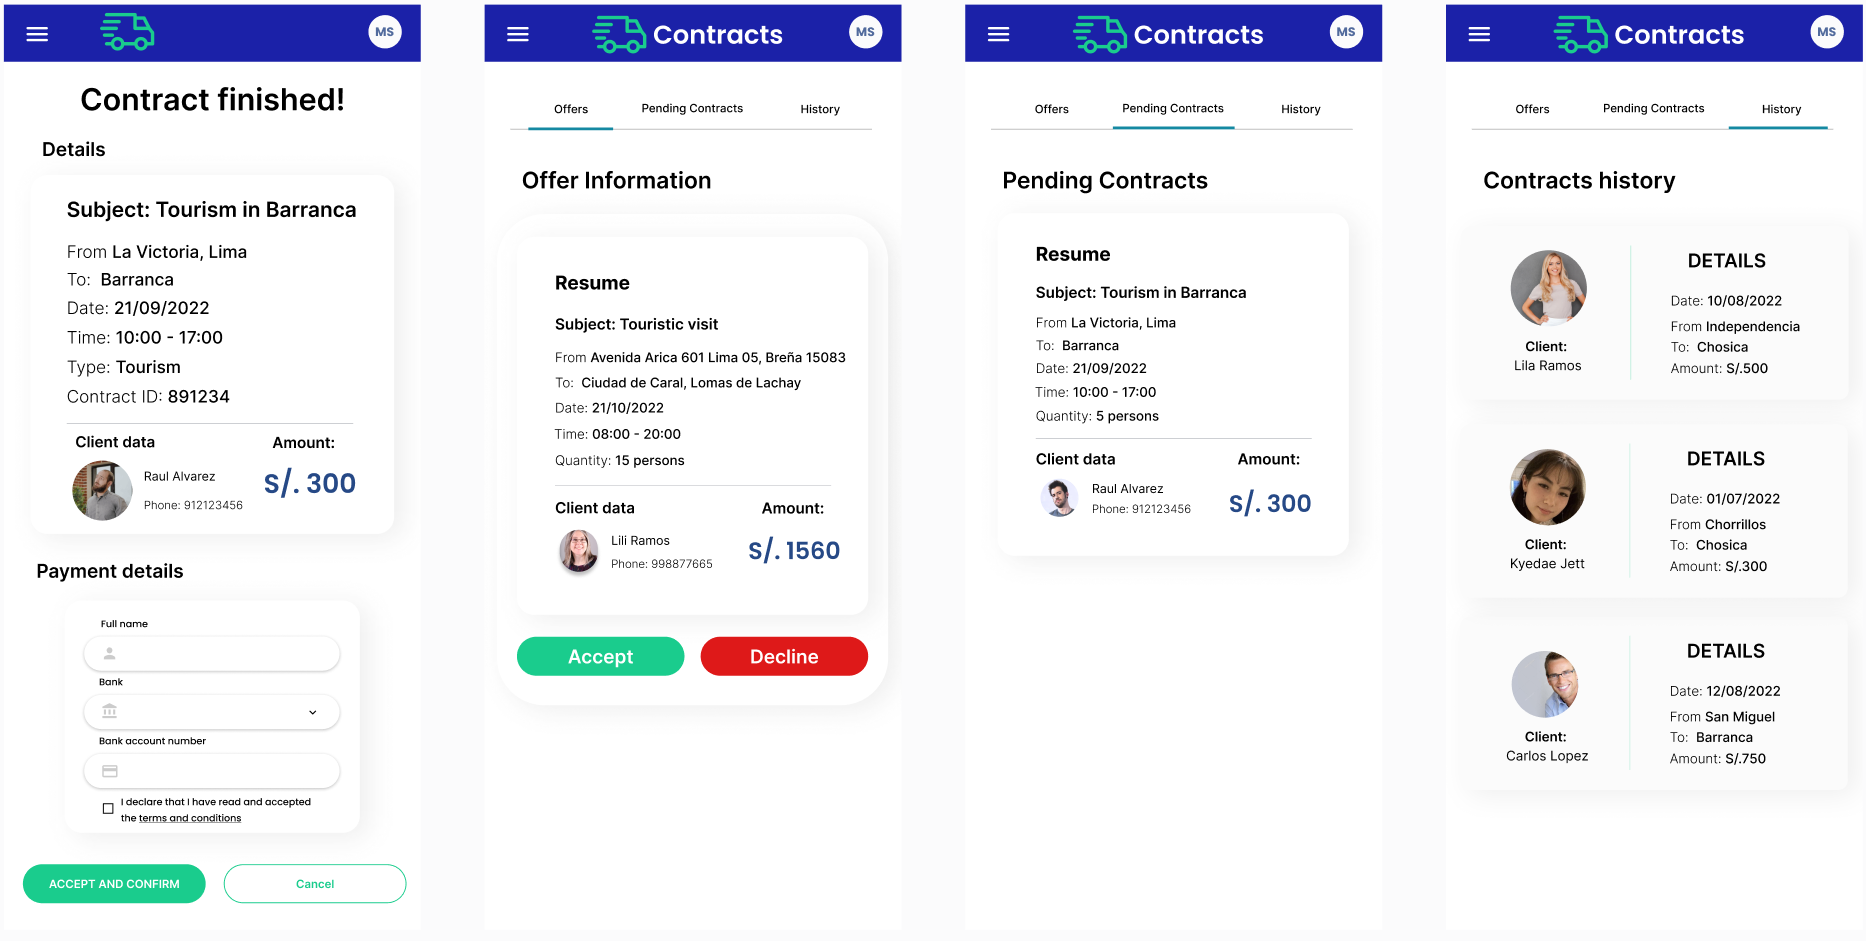 MS
Contract finished!
Details
Subject: Tourism in Barranca
From La Victoria, Lima
To: Barranca
Date: 21/09/2022
Time: 10:00 - 17:00
Type: Tourism
Contract ID: 891234
Client data
Amount:
Raul Alvarez
Phone: 912123456
S/. 300
Payment details
Full name
Bank
Bank account number
I declare that I have read and accepted
the terms and conditions
ACCEPT AND CONFIRM
Cancel
Contracts
MS
Offers
Pending Contracts
History
Offer Information
Resume
Subject: Touristic visit
From Avenida Arica 601 Lima 05, Breña 15083
To: Ciudad de Caral, Lomas de Lachay
Date: 21/10/2022
Time: 08:00 - 20:00
Quantity: 15 persons
Client data
Amount:
Lili Ramos
Phone: 998877665
S/. 1560
Accept
Decline
Contracts
MS
Offers
Pending Contracts
History
Pending Contracts
Resume
Subject: Tourism in Barranca
From La Victoria, Lima
To: Barranca
Date: 21/09/2022
Time: 10:00 - 17:00
Quantity: 5 persons
Client data
Amount:
Raul Alvarez
Phone: 912123456
S/. 300
Contracts
MS
Offers
Pending Contracts
History
Contracts history
Client:
Lila Ramos
DETAILS
Date: 10/08/2022
From Independencia
To: Chosica
Amount: S/.500
Client:
Kyedae Jett
DETAILS
Date: 01/07/2022
From Chorrillos
To: Chosica
Amount: S/.300
Client:
Carlos Lopez
DETAILS
Date: 12/08/2022
From San Miguel
To: Barranca
Amount: S/.750